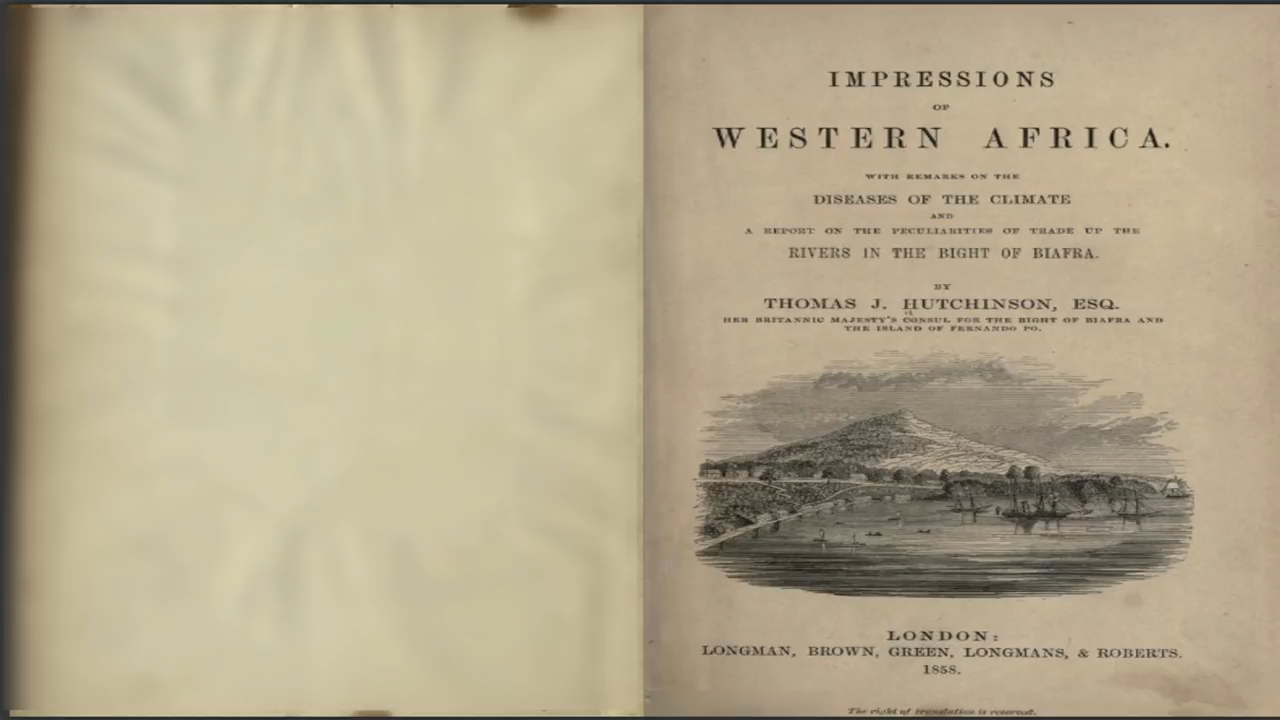 IMPRESSIONS
OF
WESTERN AFRICA.
WITH REMARKS ON THE
DISEASES OF THE CLIMATE
AND
A REPORT ON THE PECULIARITIES OF TRADE UP THE
RIVERS IN THE BIGHT OF BIAFRA.
BY
THOMAS J. HUTCHINSON, ESQ.
HER BRITANNIC MAJESTY'S CONSUL FOR THE BIGHT OF BIAFRA AND
THE ISLAND OF FERNANDO PO.
LONDON:
LONGMAN, BROWN, GREEN, LONGMANS, & ROBERTS.
1858.
The right of translation is reserved.